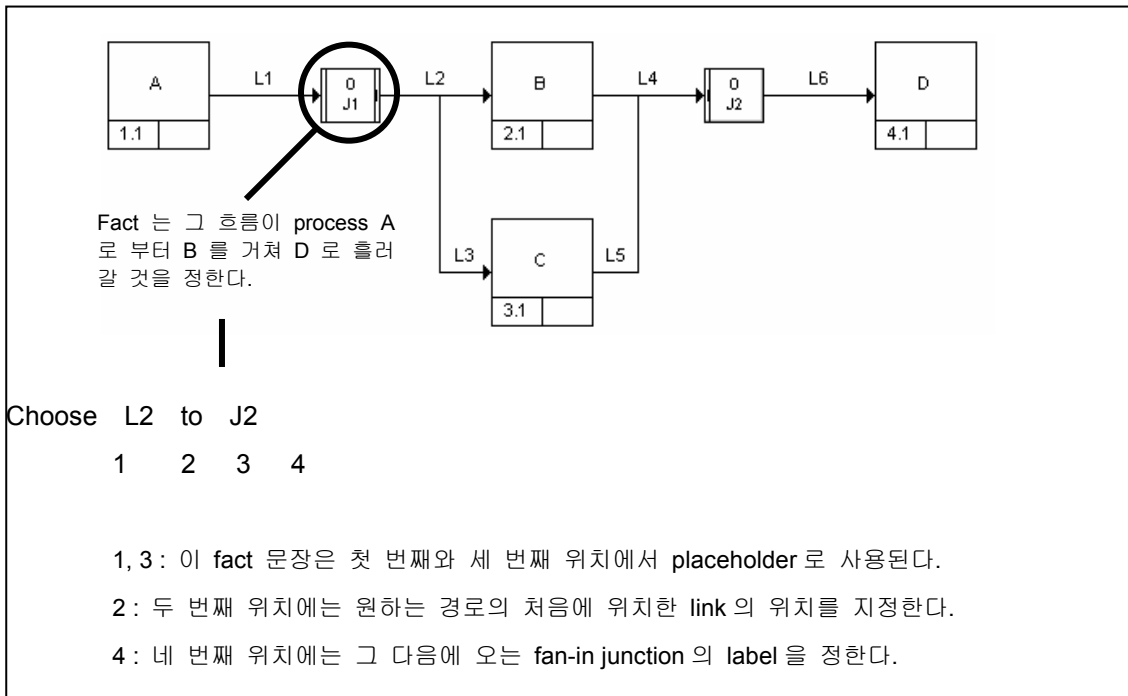 A
L1
O
J1
L2
B
L4
O
J2
L6
D
1.1
2.1
4.1
Fact 는 그 흐름이 process A
로 부터 B 를 거쳐 D 로 흘러
갈 것을 정한다.
L3
C
L5
3.1
Choose L2 to J2
1 2 3 4
1, 3 : 이 fact 문장은 첫 번째와 세 번째 위치에서 placeholder 로 사용된다.
2 : 두 번째 위치에는 원하는 경로의 처음에 위치한 link 의 위치를 지정한다.
4 : 네 번째 위치에는 그 다음에 오는 fan-in junction 의 label 을 정한다.